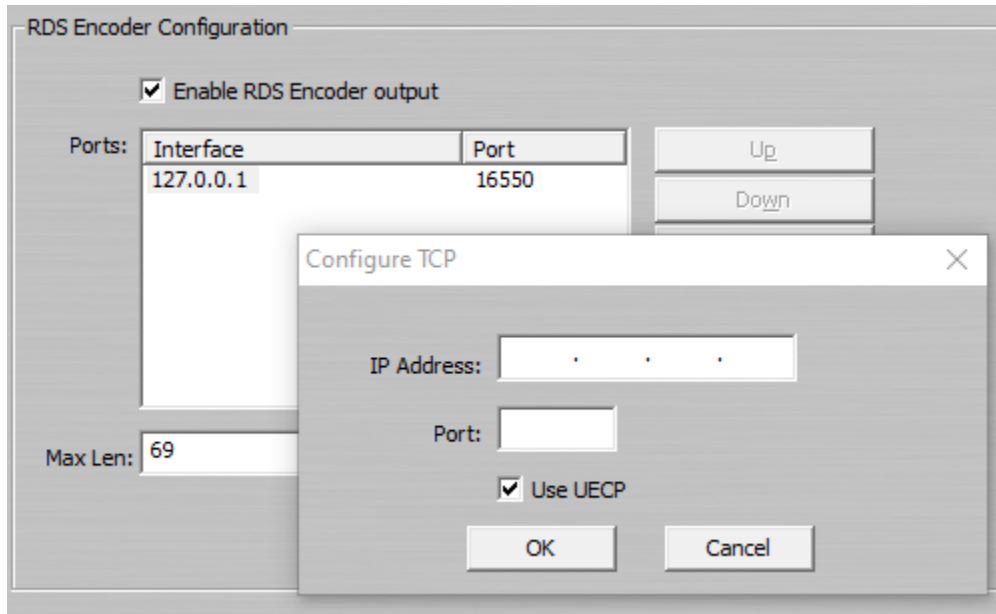 RDS Encoder Configuration
Enable RDS Encoder output
Ports:
Interface Port
127.0.0.1 16550
Up
Down
Configure TCP
IP Address: . . .
Port:
Use UECP
OK Cancel
Max Len: 69